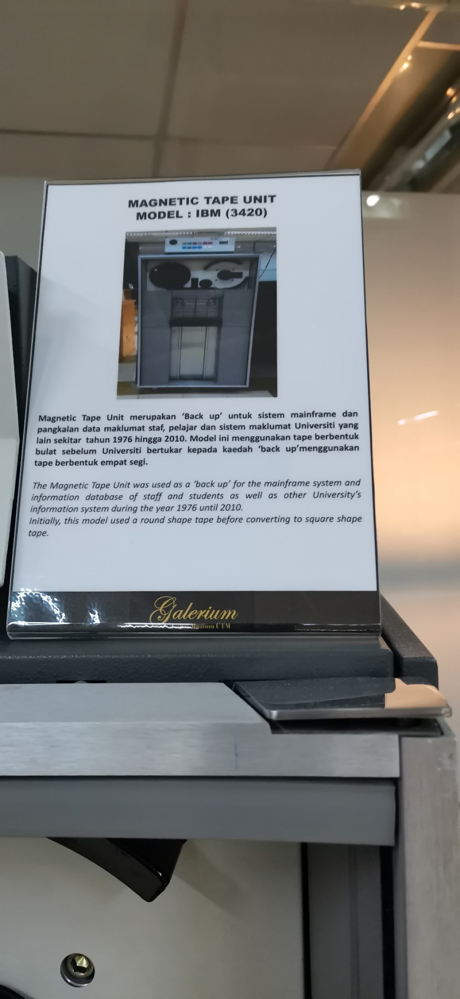 MAGNETIC TAPE UNIT
MODEL : IBM (3420)
Magnetic Tape Unit merupakan ‘Back up’ untuk sistem mainframe dan
pangkalan data maklumat staf, pelajar dan sistem maklumat Universiti yang
lain sekitar tahun 1976 hingga 2010. Model ini menggunakan tape berbentuk
bulat sebelum Universiti bertukar kepada kaedah ‘back up’menggunakan
tape berbentuk empat segi.
The Magnetic Tape Unit was used as a ‘back up’ for the mainframe system and
information database of staff and students as well as other University’s
information system during the year 1976 until 2010.
Initially, this model used a round shape tape before converting to square shape
tape.
Galerium